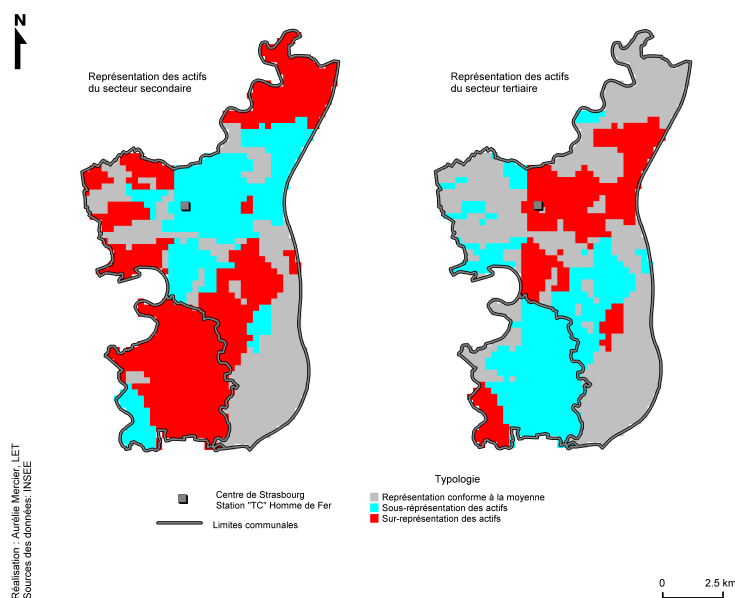 N
Représentation des actifs
du secteur secondaire
Représentation des actifs
du secteur tertiaire
Typologie
Centre de Strasbourg
Station "TC" Homme de Fer
Limites communales
Représentation conforme à la moyenne
Sous-réprésentation des actifs
Sur-représentation des actifs
Réalisation : Aurélie Mercier, LET
Sources des données: INSEE
0 2.5 km